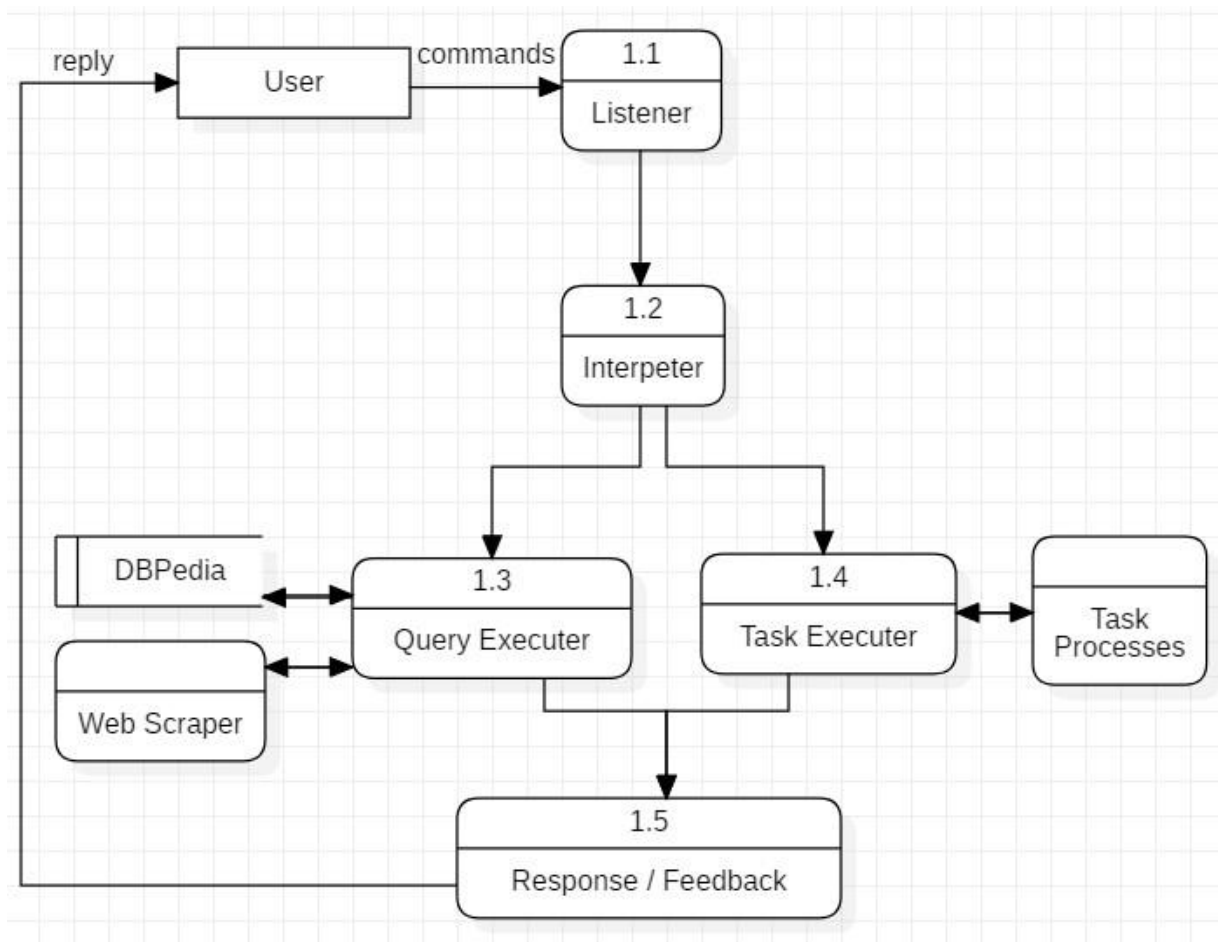 reply
User
commands
1.1
Listener
1.2
Interpeter
DBPedia
1.3
Query Executer
1.4
Task Executer
Task
Processes
Web Scraper
1.5
Response / Feedback